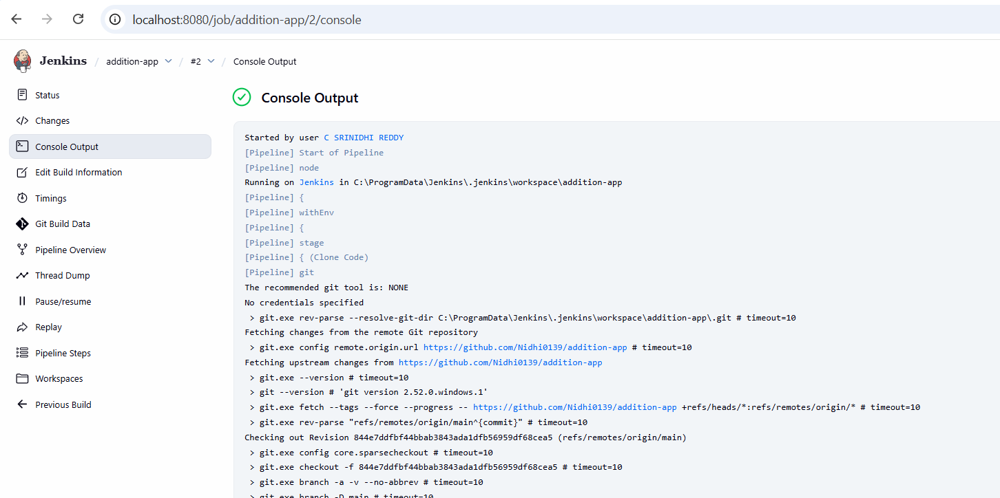 localhost:8080/job/addition-app/2/console
Jenkins / addition-app / #2 / Console Output
Status
Changes
Console Output
Edit Build Information
Timings
Git Build Data
Pipeline Overview
Thread Dump
Pause/resume
Replay
Pipeline Steps
Workspaces
Previous Build
Console Output
Started by user C SRINIDHI REDDY
[Pipeline] Start of Pipeline
[Pipeline] node
Running on Jenkins in C:\ProgramData\Jenkins\.jenkins\workspace\addition-app
[Pipeline] {
[Pipeline] withEnv
[Pipeline] {
[Pipeline] stage
[Pipeline] { (Clone Code)
[Pipeline] git
The recommended git tool is: NONE
No credentials specified
> git.exe rev-parse --resolve-git-dir C:\ProgramData\Jenkins\.jenkins\workspace\addition-app\.git # timeout=10
Fetching changes from the remote Git repository
> git.exe config remote.origin.url https://github.com/Nidhi0139/addition-app # timeout=10
Fetching upstream changes from https://github.com/Nidhi0139/addition-app
> git.exe --version # timeout=10
> git --version # 'git version 2.52.0.windows.1'
> git.exe fetch --tags --force --progress -- https://github.com/Nidhi0139/addition-app +refs/heads/*:refs/remotes/origin/* # timeout=10
> git.exe rev-parse "refs/remotes/origin/main^{commit}" # timeout=10
Checking out Revision 844e7ddfbf44bbab3843ada1dfb56959df68cea5 (refs/remotes/origin/main)
> git.exe config core.sparsecheckout # timeout=10
> git.exe checkout -f 844e7ddfbf44bbab3843ada1dfb56959df68cea5 # timeout=10
> git.exe branch -a -v --no-abbrev # timeout=10
> git.exe branch -D main # timeout=10